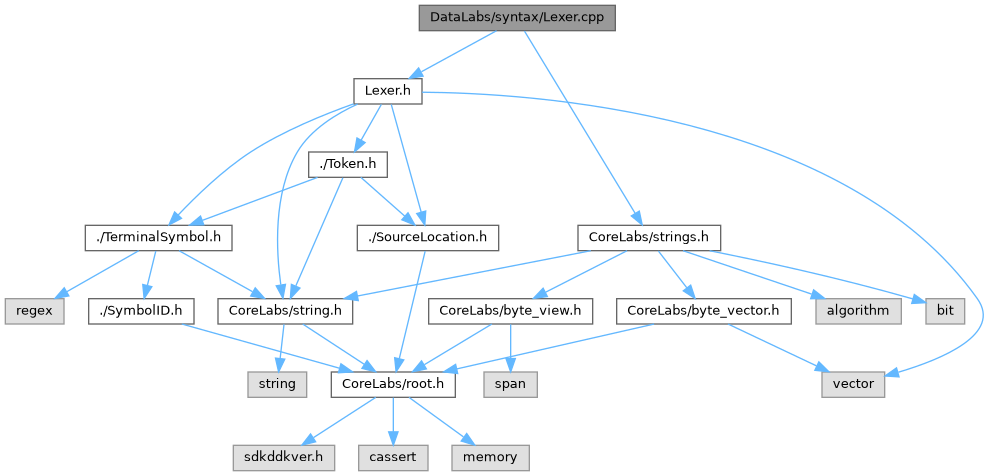 DataLabs/syntax/Lexer.cpp
Lexer.h
./Token.h
./TerminalSymbol.h
./SourceLocation.h
CoreLabs/strings.h
regex
./SymbolID.h
CoreLabs/string.h
CoreLabs/byte_view.h
CoreLabs/byte_vector.h
algorithm
bit
string
CoreLabs/root.h
span
vector
sdkddkver.h
cassert
memory